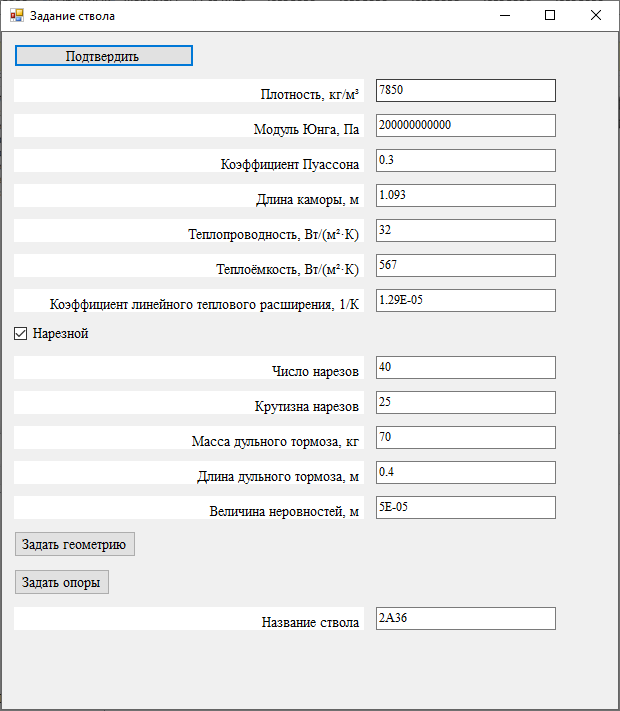 Задание ствола
Подтвердить
Плотность, кг/м³ 7850
Модуль Юнга, Па 200000000000
Коэффициент Пуассона 0.3
Длина каморы, м 1.093
Теплопроводность, Вт/(м²·К) 32
Теплоёмкость, Вт/(м²·К) 567
Коэффициент линейного теплового расширения, 1/К 1.29E-05
Нарезной
Число нарезов 40
Крутизна нарезов 25
Масса дульного тормоза, кг 70
Длина дульного тормоза, м 0.4
Величина неровностей, м 5E-05
Задать геометрию
Задать опоры
Название ствола 2А36